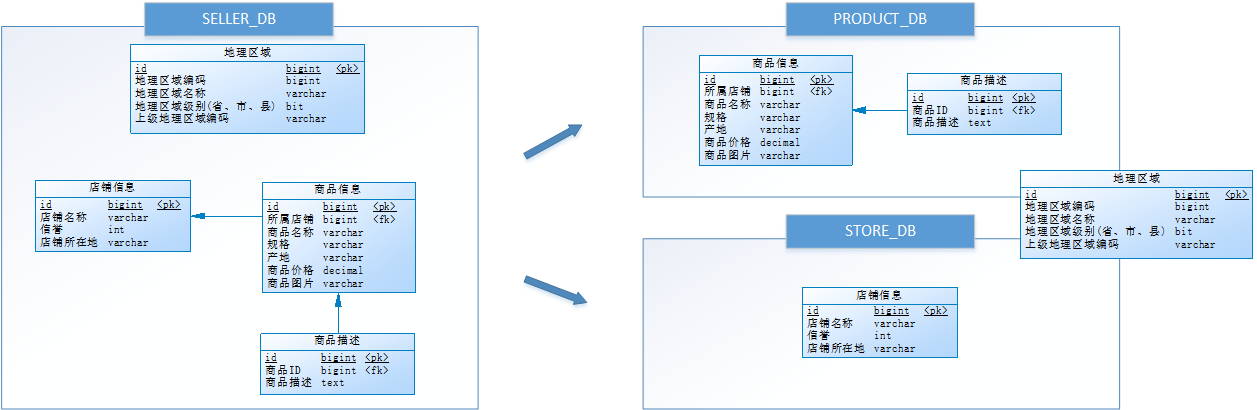 SELLER_DB
地理区域
id bigint <pk>
地理区域编码 bigint
地理区域名称 varchar
地理区域级别(省、市、县) bit
上级地理区域编码 varchar
店铺信息
id bigint <pk>
店铺名称 varchar
信誉 int
店铺所在地 varchar
商品信息
id bigint <pk>
所属店铺 bigint <fk>
商品名称 varchar
规格 varchar
产地 varchar
商品价格 decimal
商品图片 varchar
商品描述
id bigint <pk>
商品ID bigint <fk>
商品描述 text
PRODUCT_DB
商品信息
id bigint <pk>
所属店铺 bigint <fk>
商品名称 varchar
规格 varchar
产地 varchar
商品价格 decimal
商品图片 varchar
商品描述
id bigint <pk>
商品ID bigint <fk>
商品描述 text
地理区域
id bigint <pk>
地理区域编码 bigint
地理区域名称 varchar
地理区域级别(省、市、县) bit
上级地理区域编码 varchar
STORE_DB
店铺信息
id bigint <pk>
店铺名称 varchar
信誉 int
店铺所在地 varchar